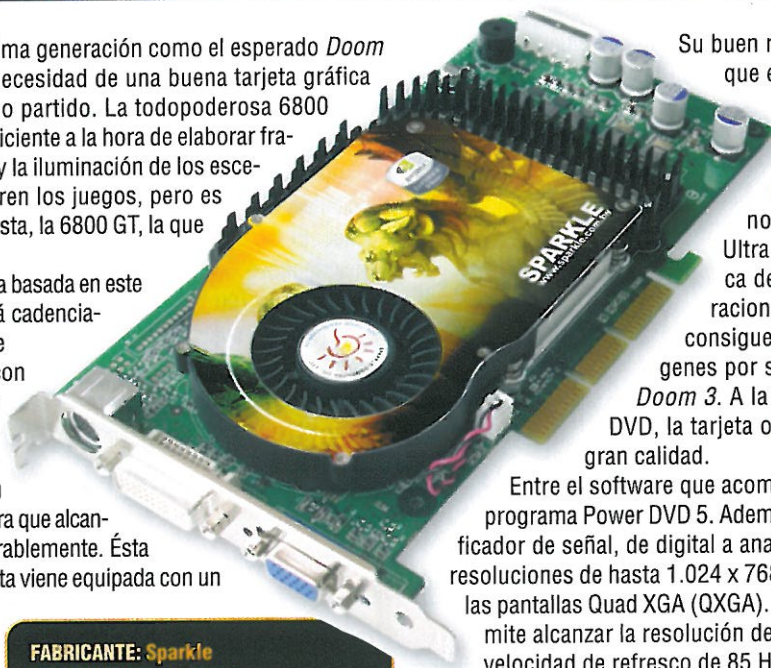 ma generación como el esperado Doom
ecesidad de una buena tarjeta gráfica
o partido. La todopoderosa 6800
iciente a la hora de elaborar fra-
y la iluminación de los esce-
ren los juegos, pero es
sta, la 6800 GT, la que
a basada en este
á cadencia-
e
con
ra que alcan-
rablemente. Ésta
ta viene equipada con un
FABRICANTE: Sparkle
SPARKLE
www.sparkle.com.tw
Su buen r
que e
no
Ultra
ca de
racion
consigue
genes por s
Doom 3. A la
DVD, la tarjeta o
gran calidad.
Entre el software que acom
programa Power DVD 5. Adem
ficador de señal, de digital a ana
resoluciones de hasta 1.024 x 768
las pantallas Quad XGA (QXGA).
mite alcanzar la resolución de
velocidad de refresco de 85 H